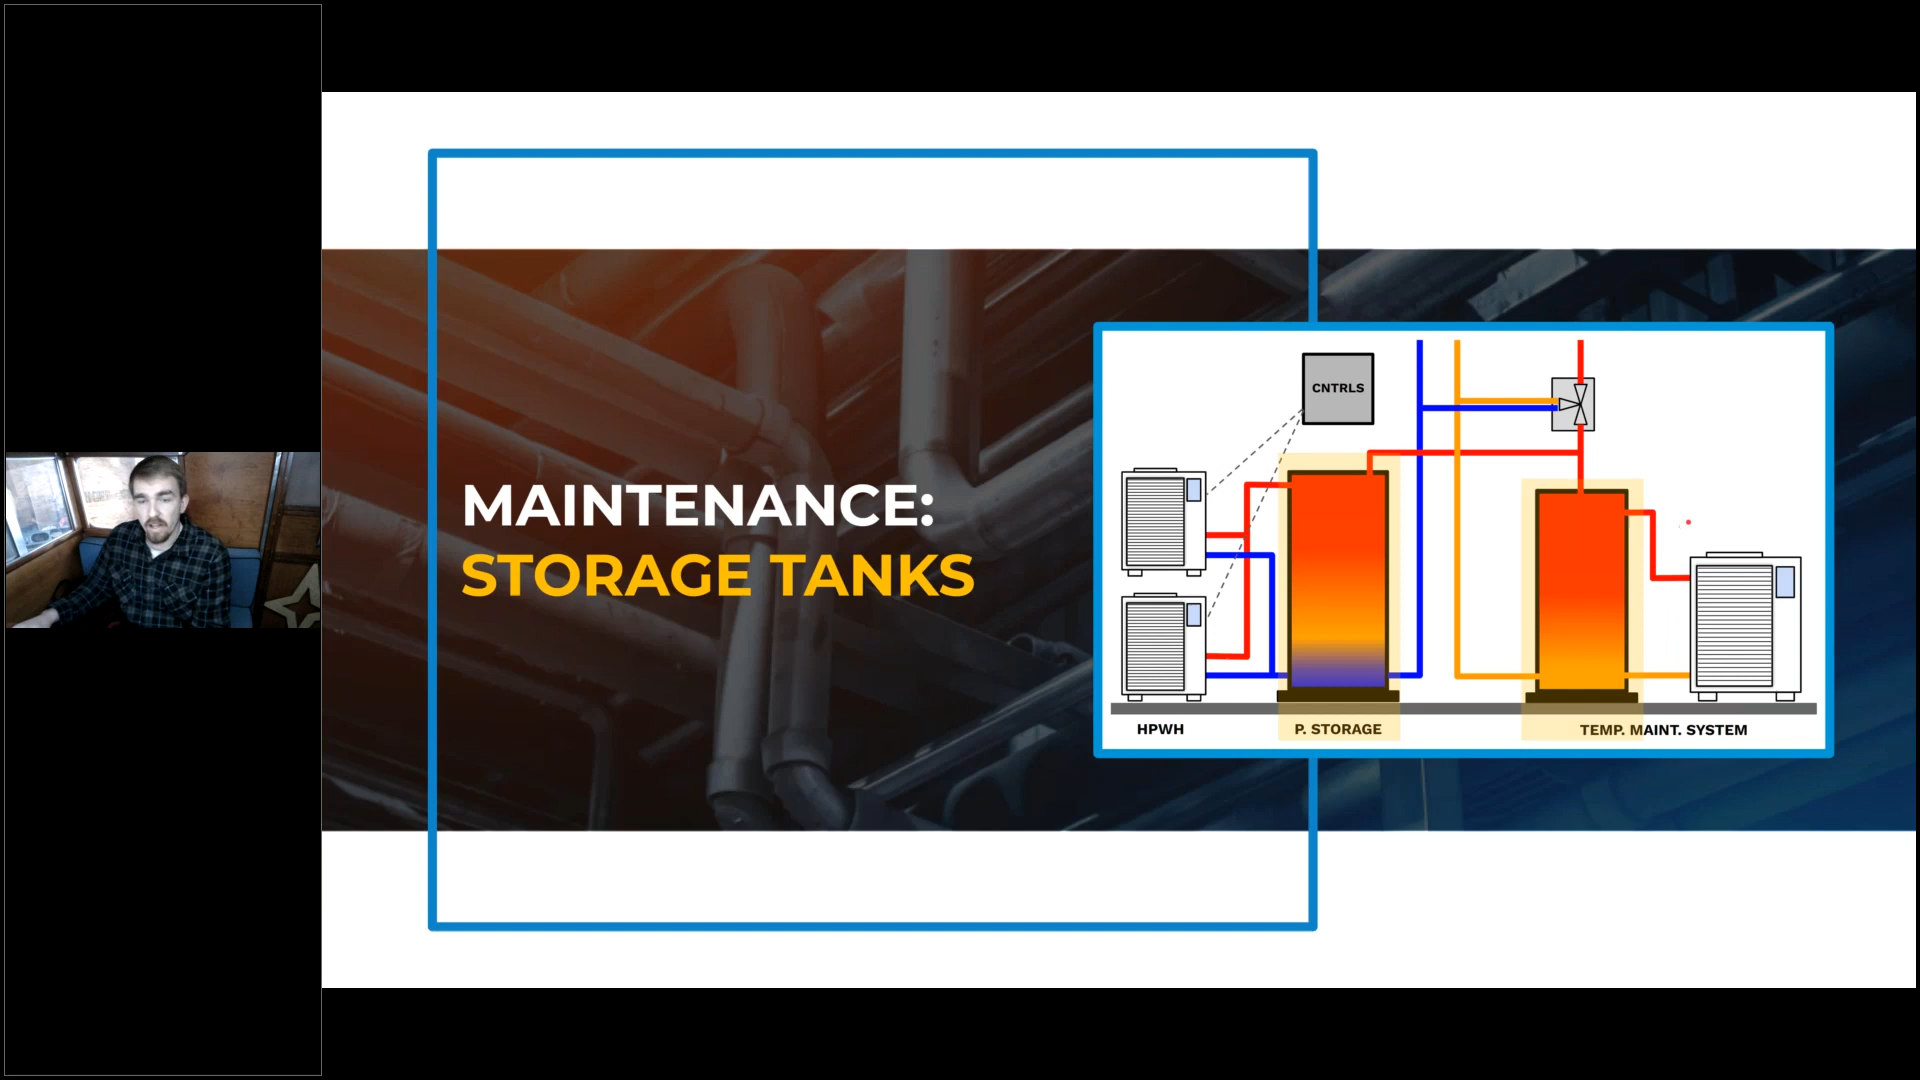 MAINTENANCE:
STORAGE TANKS
CNTRLS
HPWH
P. STORAGE
TEMP. MAINT. SYSTEM